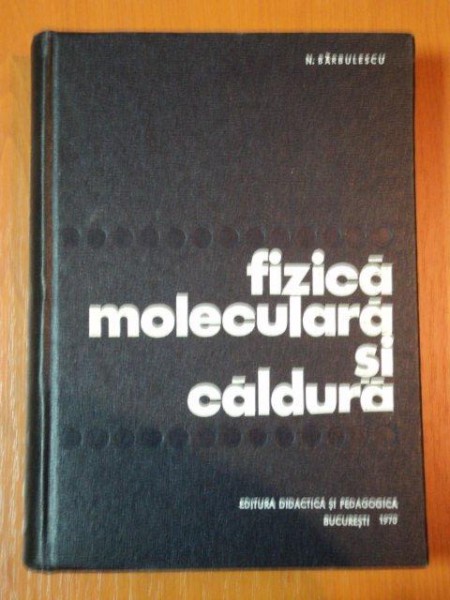 N. BĂRBULESCU
fizică
moleculară
și
căldură
EDITURA DIDACTICĂ ȘI PEDAGOGICĂ
BUCUREȘTI 1970